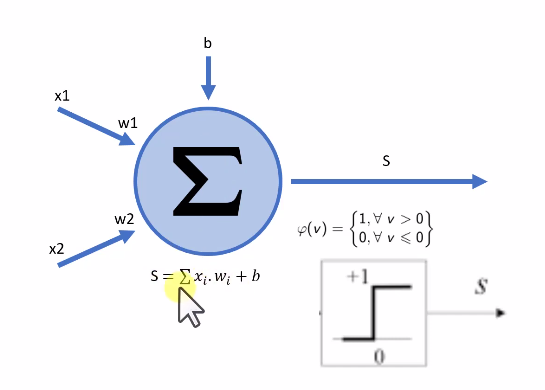 b
x1
w1
Σ
S
w2
x2
φ(v) = {1, ∀ v > 0
0, ∀ v ⩽ 0}
S = ∑ xᵢ.wᵢ + b
+1
S
0